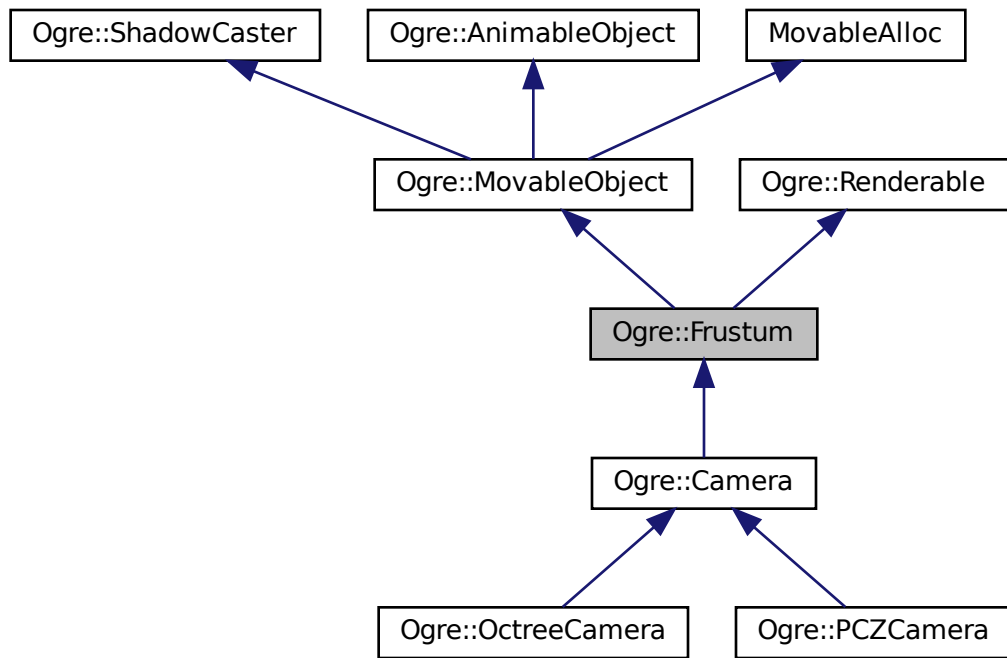 Ogre::ShadowCaster
Ogre::AnimableObject
MovableAlloc
Ogre::MovableObject
Ogre::Renderable
Ogre::Frustum
Ogre::Camera
Ogre::OctreeCamera
Ogre::PCZCamera